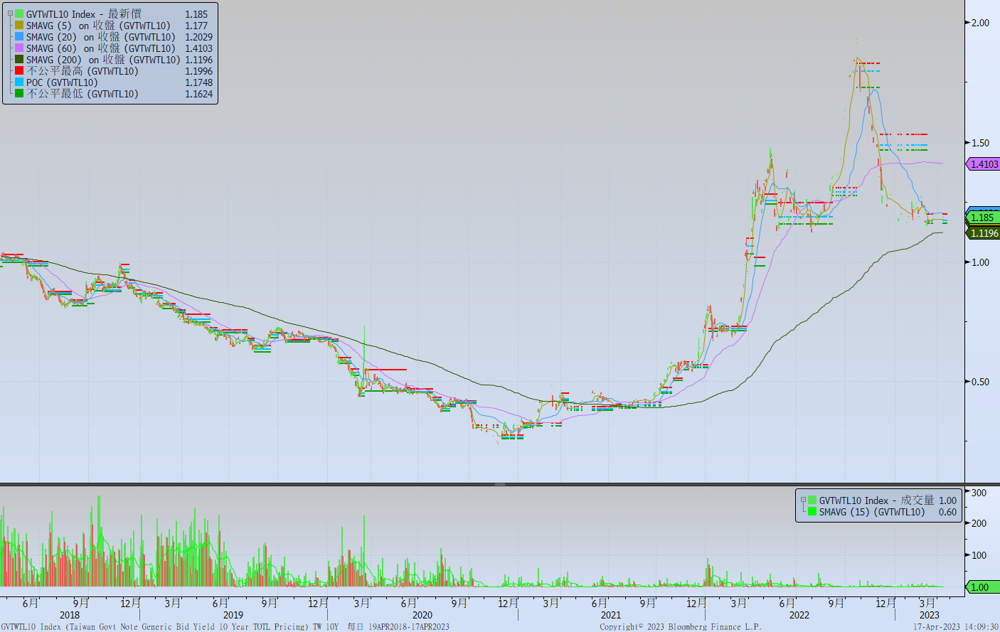 GVTWTL10 Index - 最新價 1.185
SMAVG (5) on 收盤 (GVTWTL10) 1.177
SMAVG (20) on 收盤 (GVTWTL10) 1.2029
SMAVG (60) on 收盤 (GVTWTL10) 1.4103
SMAVG (200) on 收盤 (GVTWTL10) 1.1196
不公平最高 (GVTWTL10) 1.1996
POC (GVTWTL10) 1.1748
不公平最低 (GVTWTL10) 1.1624
2.00
1.50
1.4103
1.185
1.1196
1.00
0.50
GVTWTL10 Index - 成交量 1.00
SMAVG (15) (GVTWTL10) 0.60
300
200
100
1.00
6月 9月 12月 3月 6月 9月 12月 3月 6月 9月 12月 3月 6月 9月 12月 3月 6月 9月 12月 3月
2018 2019 2020 2021 2022 2023
GVTWTL10 Index (Taiwan Govt Note Generic Bid Yield 10 Year TOTL Pricing) TW 10Y 每日 19APR2018-17APR2023 Copyright© 2023 Bloomberg Finance L.P. 17-Apr-2023 14:09:30